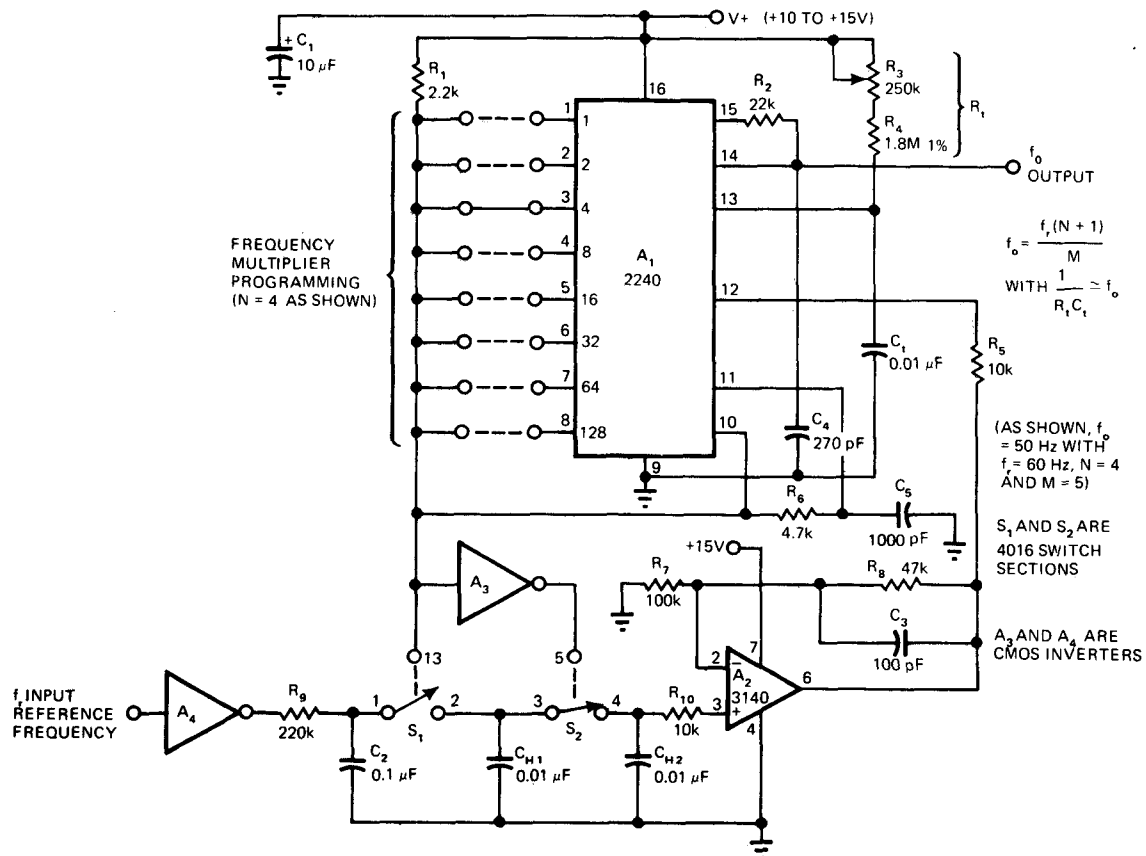 V+ (+10 TO +15V)
+ C1
10 µF
R1
2.2k
16
R2
22k
R3
250k
R4
1.8M 1%
Rt
1 1
2 2
3 4
4 8
5 16
6 32
7 64
8 128
15
14
13
12
11
10
9
A1
2240
fo
OUTPUT
fo = fr(N + 1)
M
WITH 1 ≃ fo
RtCt
FREQUENCY
MULTIPLIER
PROGRAMMING
(N = 4 AS SHOWN)
Ct
0.01 µF
R5
10k
C4
270 pF
(AS SHOWN, fo
= 50 Hz WITH
fr = 60 Hz, N = 4
AND M = 5)
R6
4.7k
C5
1000 pF
S1 AND S2 ARE
4016 SWITCH
SECTIONS
+15V
A3
R7
100k
R8 47k
C3
100 pF
A3 AND A4 ARE
CMOS INVERTERS
13
5
7
2 –
A2
3140
3 +
4
6
fr INPUT
REFERENCE
FREQUENCY
A4
R9
220k
1
2
S1
3
4
S2
R10
10k
C2
0.1 µF
CH1
0.01 µF
CH2
0.01 µF